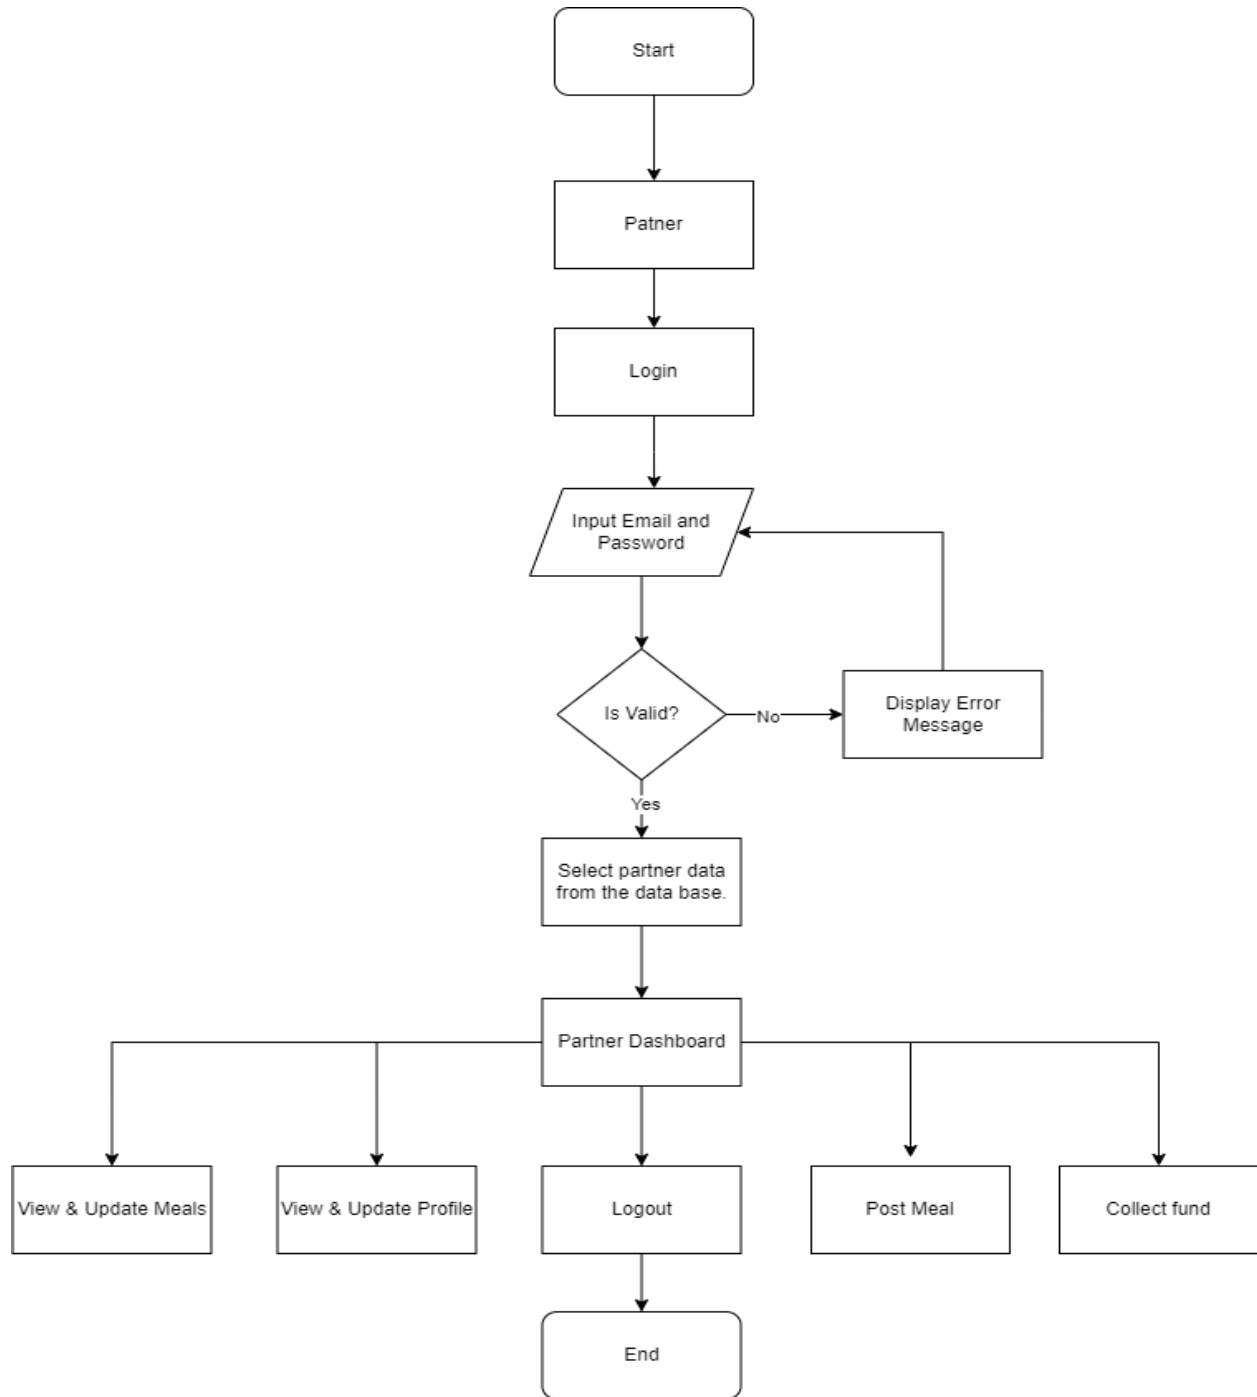 Start
Patner
Login
Input Email and
Password
Is Valid?
No
Display Error
Message
Yes
Select partner data
from the data base.
Partner Dashboard
View & Update Meals
View & Update Profile
Logout
Post Meal
Collect fund
End